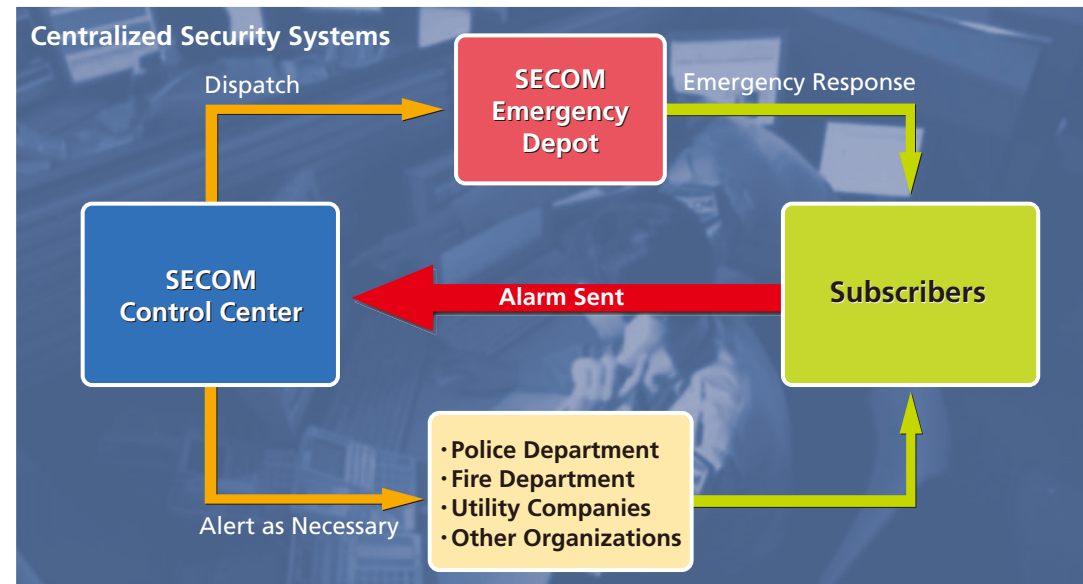 Centralized Security Systems
Dispatch
SECOM
Emergency
Depot
Emergency Response
SECOM
Control Center
Alarm Sent
Subscribers
・Police Department
・Fire Department
・Utility Companies
・Other Organizations
Alert as Necessary